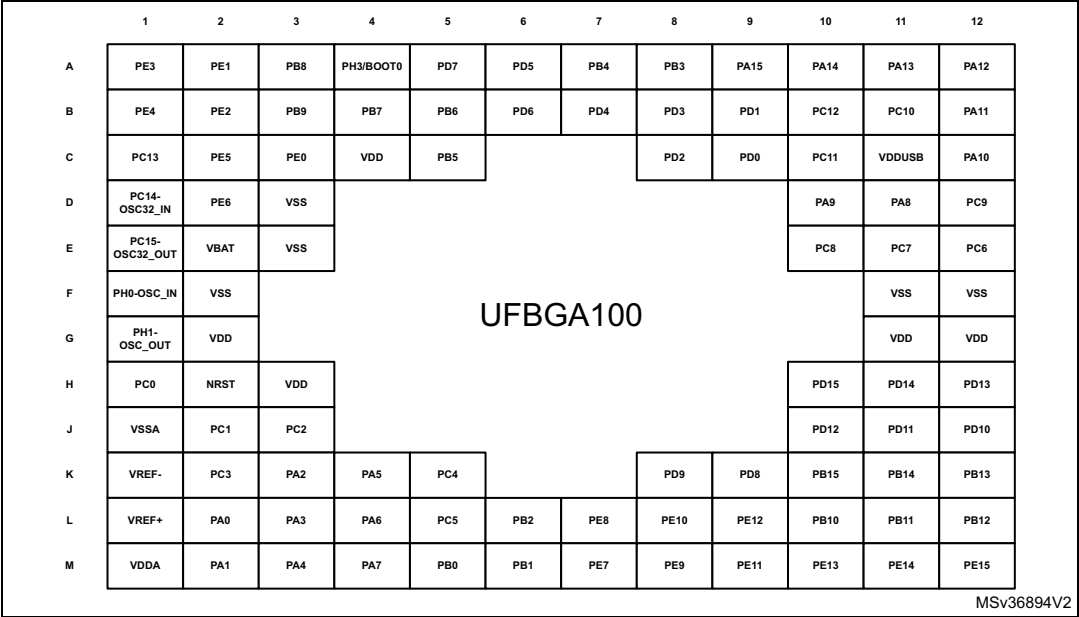 1 2 3 4 5 6 7 8 9 10 11 12
A PE3 PE1 PB8 PH3/BOOT0 PD7 PD5 PB4 PB3 PA15 PA14 PA13 PA12
B PE4 PE2 PB9 PB7 PB6 PD6 PD4 PD3 PD1 PC12 PC10 PA11
C PC13 PE5 PE0 VDD PB5 PD2 PD0 PC11 VDDUSB PA10
D PC14-
OSC32_IN PE6 VSS PA9 PA8 PC9
E PC15-
OSC32_OUT VBAT VSS PC8 PC7 PC6
F PH0-OSC_IN VSS VSS VSS
UFBGA100
G PH1-
OSC_OUT VDD VDD VDD
H PC0 NRST VDD PD15 PD14 PD13
J VSSA PC1 PC2 PD12 PD11 PD10
K VREF- PC3 PA2 PA5 PC4 PD9 PD8 PB15 PB14 PB13
L VREF+ PA0 PA3 PA6 PC5 PB2 PE8 PE10 PE12 PB10 PB11 PB12
M VDDA PA1 PA4 PA7 PB0 PB1 PE7 PE9 PE11 PE13 PE14 PE15
MSv36894V2